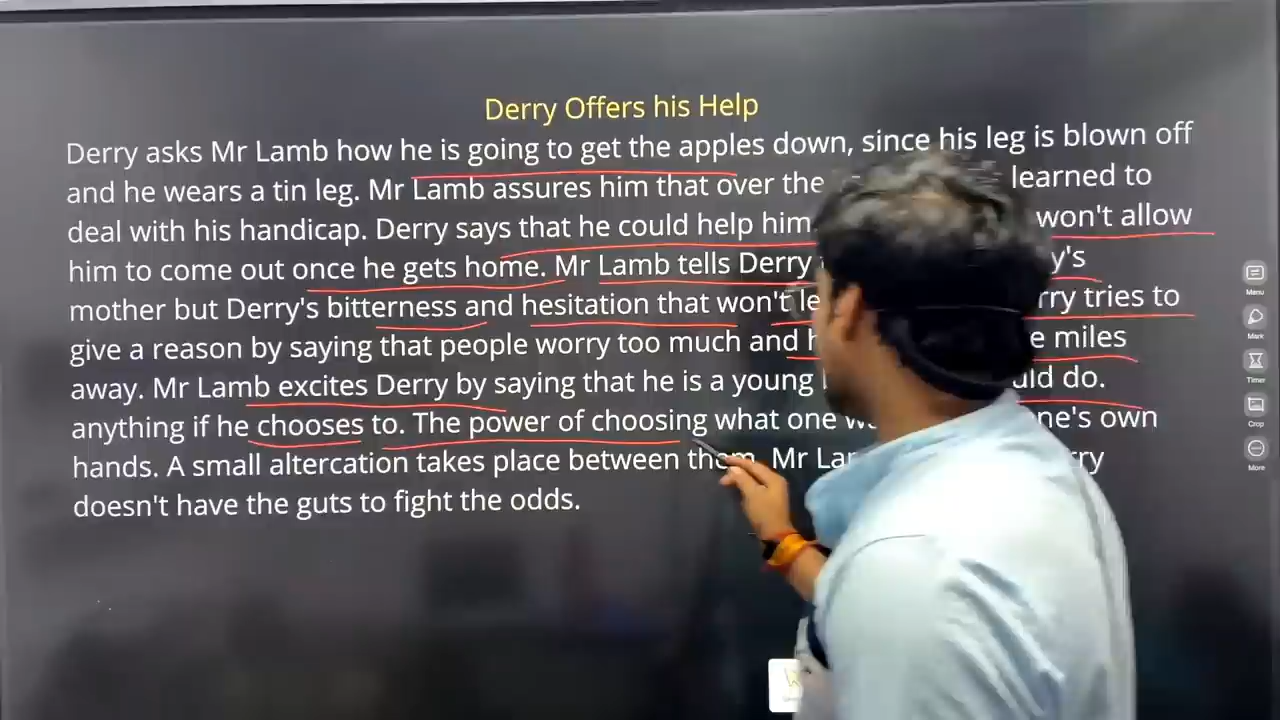 Derry Offers his Help
Derry asks Mr Lamb how he is going to get the apples down, since his leg is blown off
and he wears a tin leg. Mr Lamb assures him that over the learned to
deal with his handicap. Derry says that he could help him. won't allow
him to come out once he gets home. Mr Lamb tells Derry
mother but Derry's bitterness and hesitation that won't tries to
give a reason by saying that people worry too much and miles
away. Mr Lamb excites Derry by saying that he is a young do.
anything if he chooses to. The power of choosing what one one's own
hands. A small altercation takes place between them. Mr
doesn't have the guts to fight the odds.
Menu
Mark
Timer
Crop
More